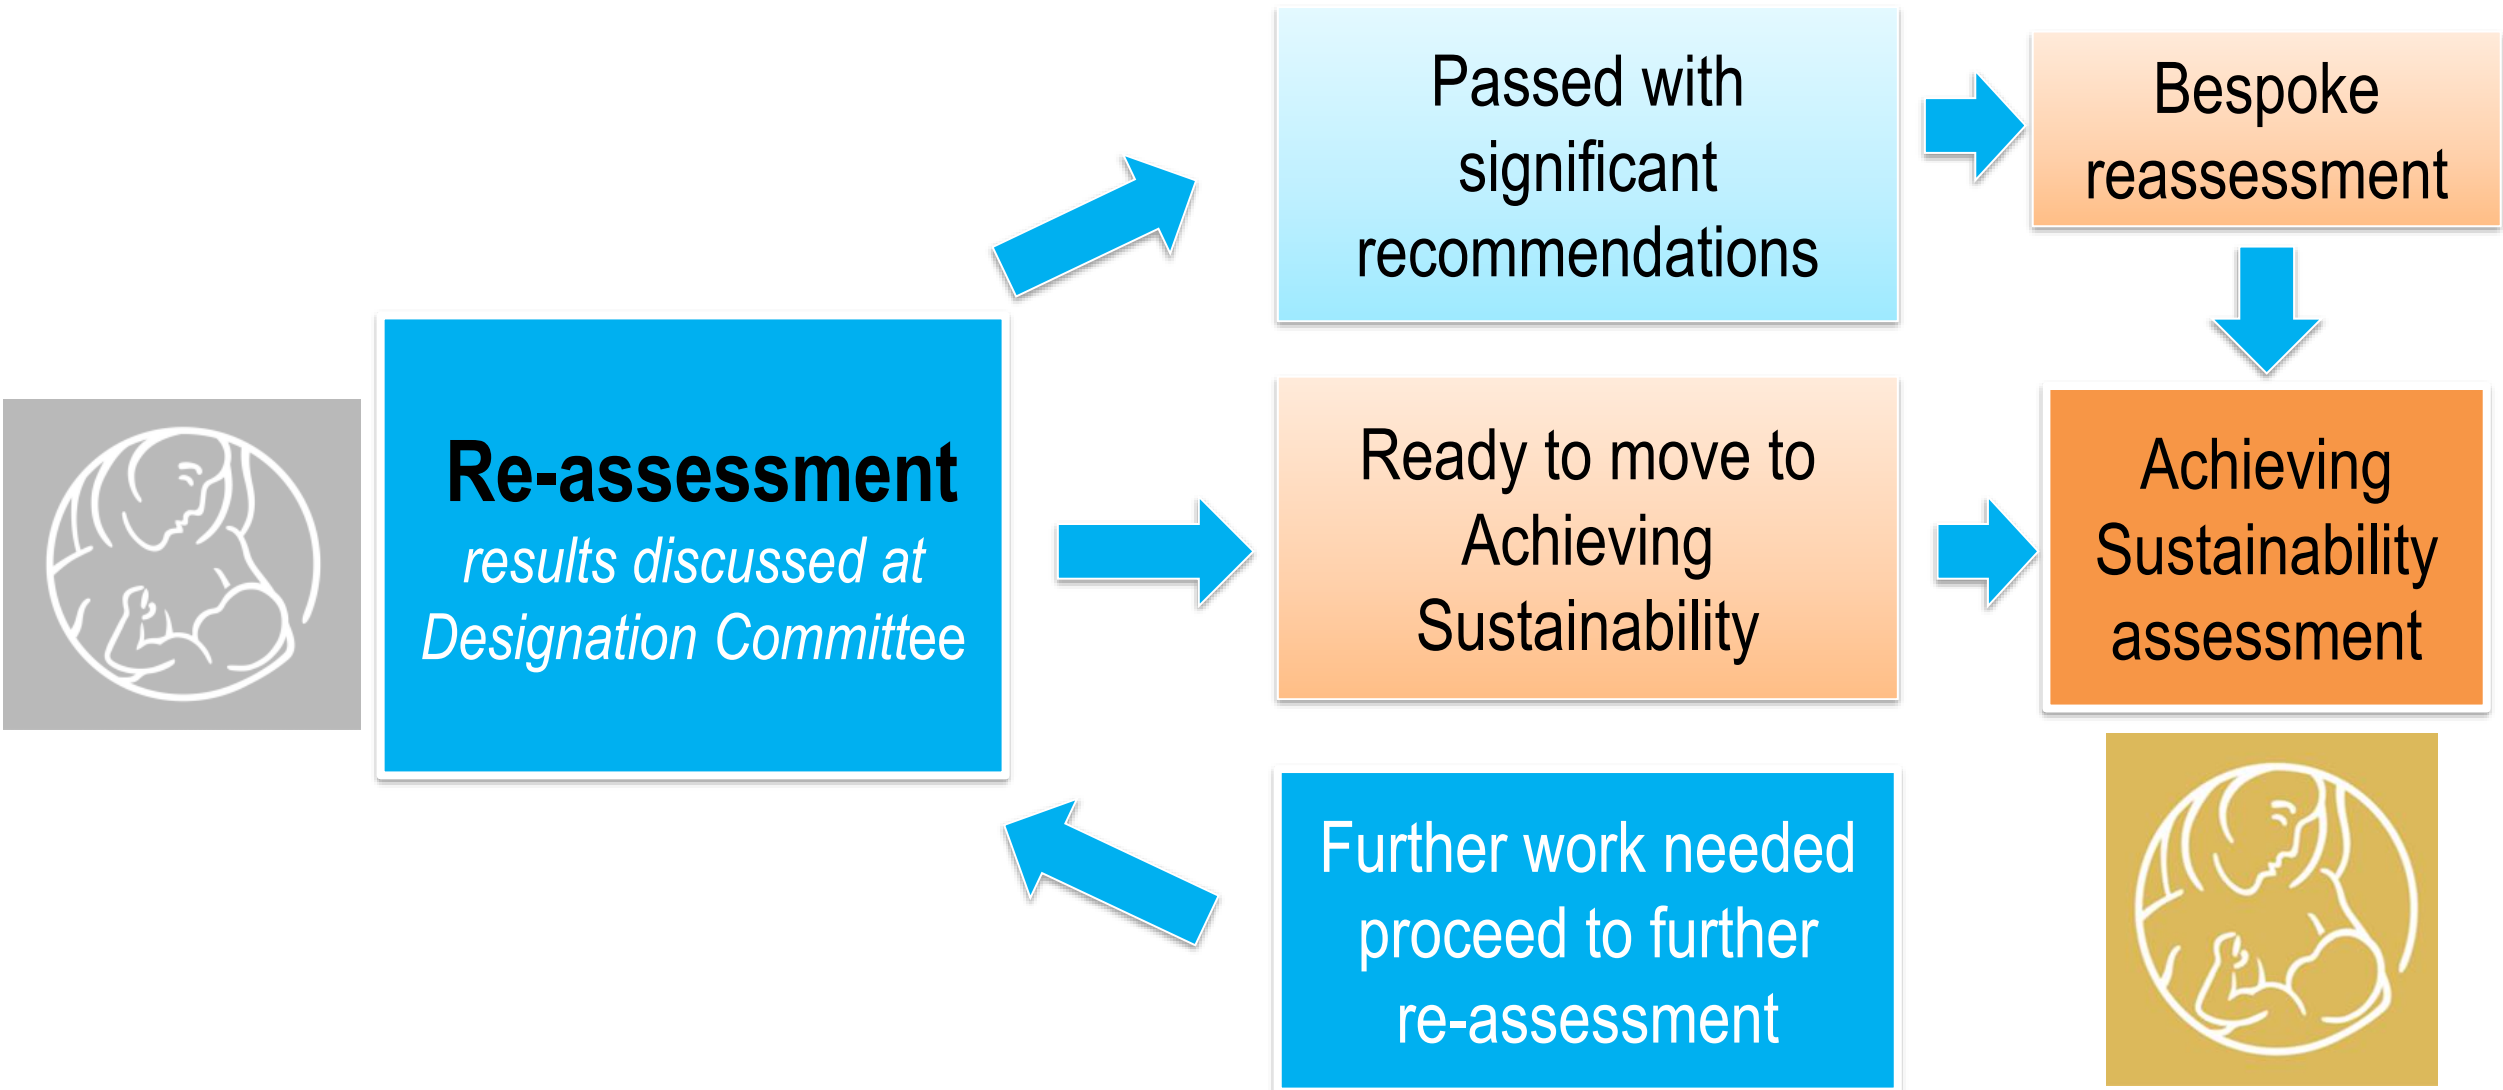 Re-assessment
results discussed at
Designation Committee
Passed with
significant
recommendations
Bespoke
reassessment
Ready to move to
Achieving
Sustainability
Achieving
Sustainability
assessment
Further work needed
proceed to further
re-assessment